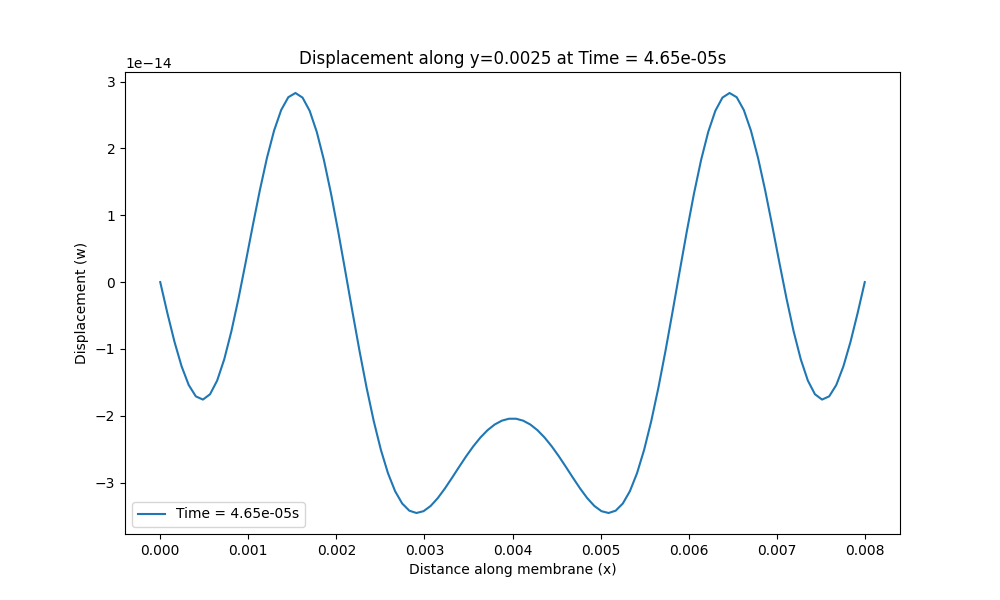 Displacement along y=0.0025 at Time = 4.65e-05s
1e−14
3
2
1
0
−1
−2
−3
Displacement (w)
Time = 4.65e-05s
0.000 0.001 0.002 0.003 0.004 0.005 0.006 0.007 0.008
Distance along membrane (x)